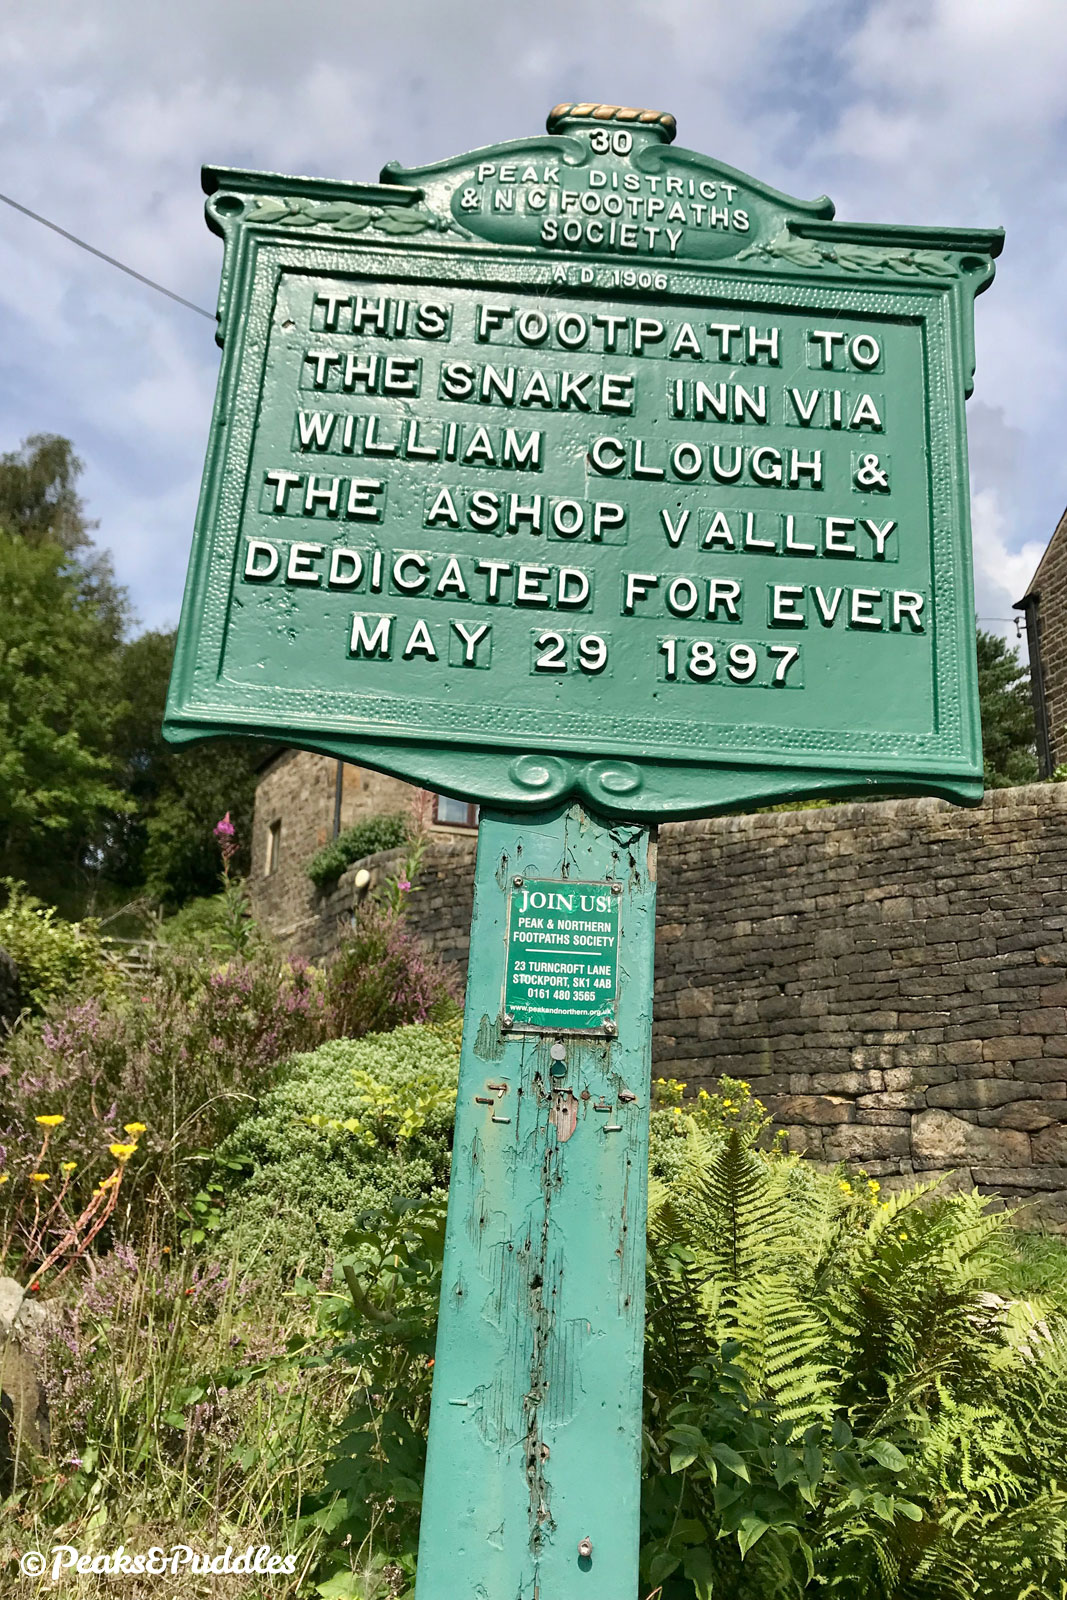 30
PEAK DISTRICT
& N C FOOTPATHS
SOCIETY
A.D. 1906
THIS FOOTPATH TO
THE SNAKE INN VIA
WILLIAM CLOUGH &
THE ASHOP VALLEY
DEDICATED FOR EVER
MAY 29 1897
JOIN US!
PEAK & NORTHERN
FOOTPATHS SOCIETY
23 TURNCROFT LANE
STOCKPORT, SK1 4AB
0161 480 3565
www.peakandnorthern.org.uk
©Peaks&Puddles